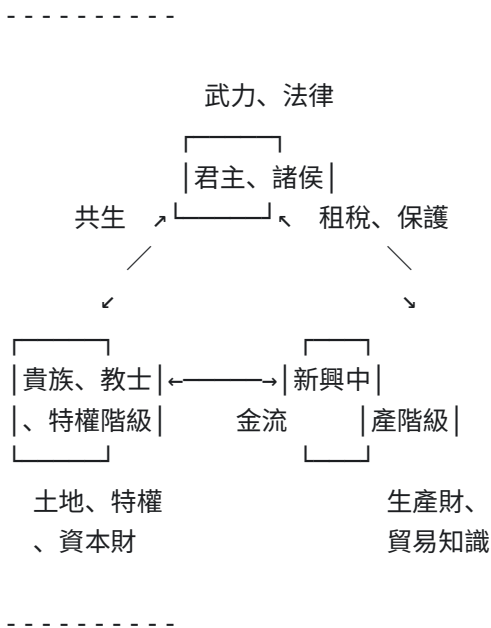 武力、法律
君主、諸侯
共生
租稅、保護
貴族、教士
、特權階級
金流
新興中
產階級
土地、特權
、資本財
生產財、
貿易知識